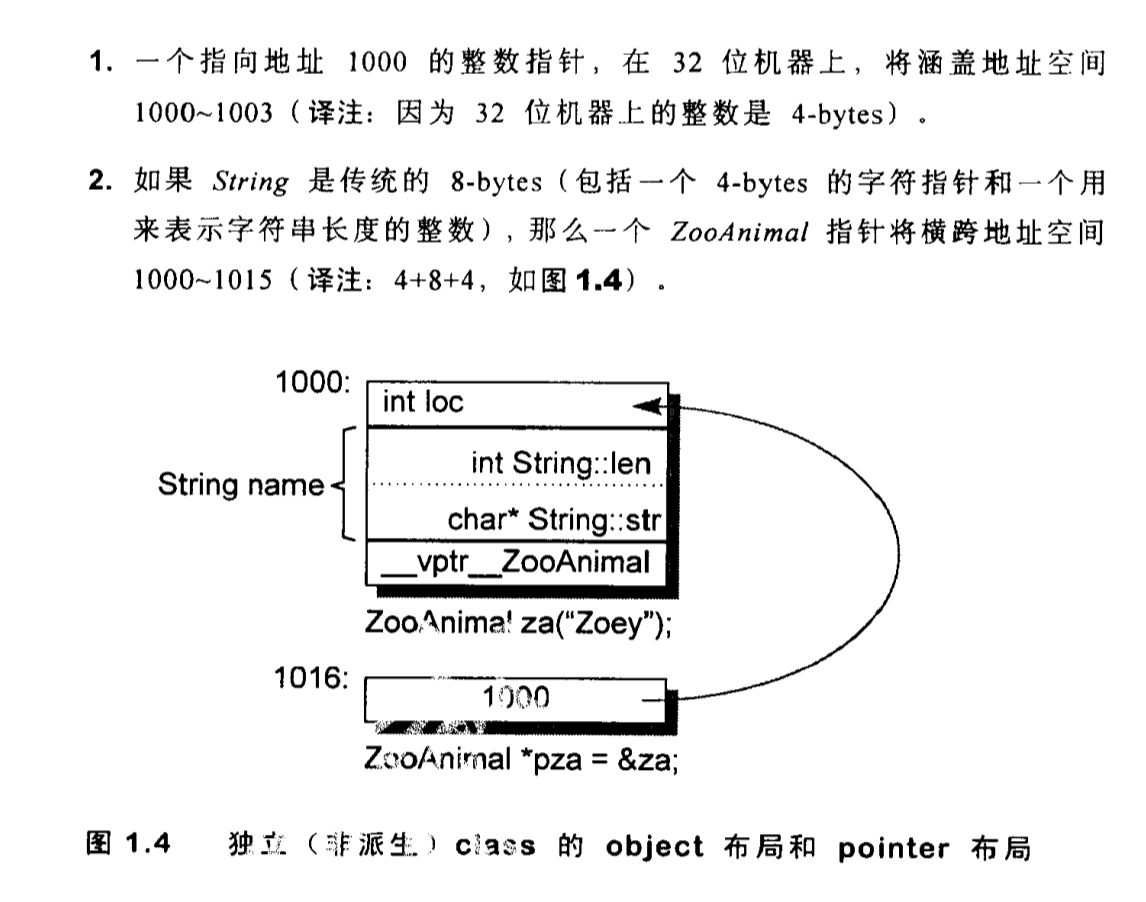 1. 一个指向地址 1000 的整数指针，在 32 位机器上，将涵盖地址空间
1000~1003（译注：因为 32 位机器上的整数是 4-bytes）。
2. 如果 String 是传统的 8-bytes（包括一个 4-bytes 的字符指针和一个用
来表示字符串长度的整数），那么一个 ZooAnimal 指针将横跨地址空间
1000~1015（译注：4+8+4，如图 1.4）。
1000:
int loc
int String::len
String name
char* String::str
__vptr__ZooAnimal
ZooAnimal za("Zoey");
1016:
1000
ZooAnimal *pza = &za;
图 1.4 独立（非派生）class 的 object 布局和 pointer 布局